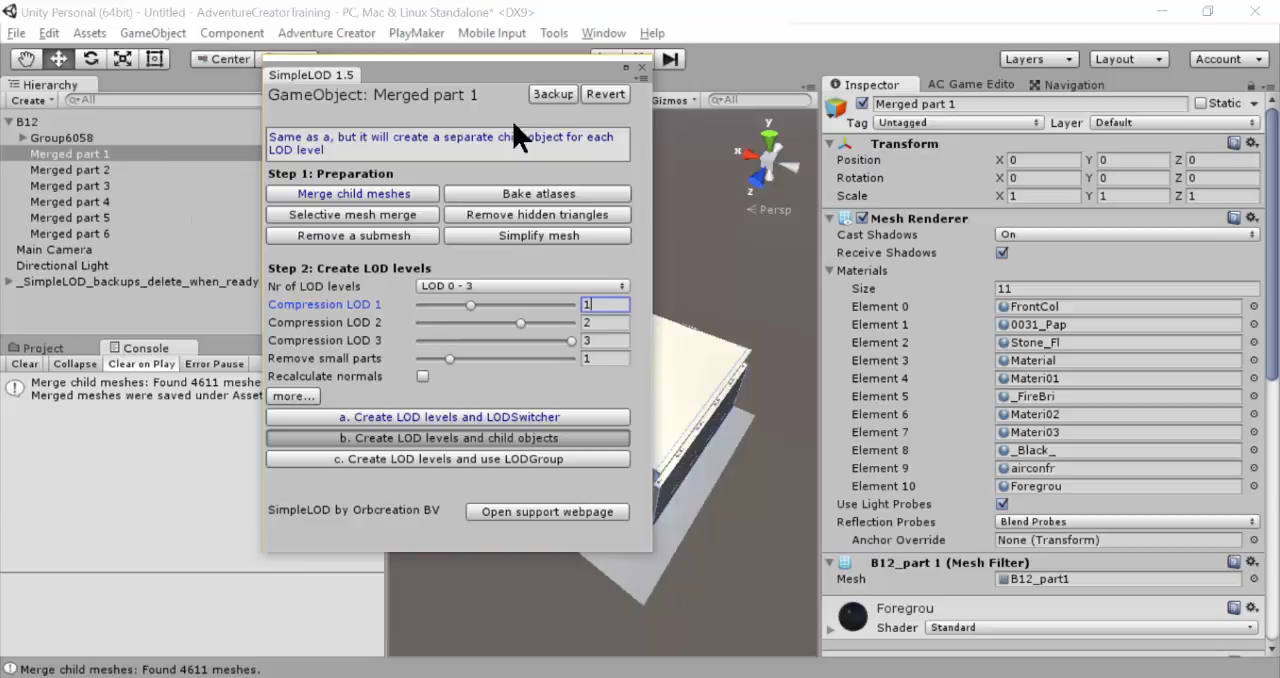 Unity Personal (64bit) - Untitled - AdventureCreatorTraining - PC, Mac & Linux Standalone* <DX9>
File Edit Assets GameObject Component Adventure Creator PlayMaker Mobile Input Tools Window Help
Center
Layers Layout Account
Hierarchy
Create All
B12
Group6058
Merged part 1
Merged part 2
Merged part 3
Merged part 4
Merged part 5
Merged part 6
Main Camera
Directional Light
_SimpleLOD_backups_delete_when_ready
Project Console
Clear Collapse Clear on Play Error Pause
Merge child meshes: Found 4611 meshe
Merged meshes were saved under Asset
SimpleLOD 1.5
GameObject: Merged part 1
Backup Revert
Same as a, but it will create a separate object for each
LOD level
Step 1: Preparation
Merge child meshes Bake atlases
Selective mesh merge Remove hidden triangles
Remove a submesh Simplify mesh
Step 2: Create LOD levels
Nr of LOD levels LOD 0 - 3
Compression LOD 1 1
Compression LOD 2 2
Compression LOD 3 3
Remove small parts 1
Recalculate normals
more...
a. Create LOD levels and LODSwitcher
b. Create LOD levels and child objects
c. Create LOD levels and use LODGroup
SimpleLOD by Orbcreation BV Open support webpage
Gizmos All
y
x
z
Persp
Inspector AC Game Edito Navigation
Merged part 1 Static
Tag Untagged Layer Default
Transform
Position X 0 Y 0 Z 0
Rotation X 0 Y 0 Z 0
Scale X 1 Y 1 Z 1
Mesh Renderer
Cast Shadows On
Receive Shadows
Materials
Size 11
Element 0 FrontCol
Element 1 0031_Pap
Element 2 Stone_Fl
Element 3 Material
Element 4 Materi01
Element 5 _FireBri
Element 6 Materi02
Element 7 Materi03
Element 8 _Black_
Element 9 airconfr
Element 10 Foregrou
Use Light Probes
Reflection Probes Blend Probes
Anchor Override None (Transform)
B12_part 1 (Mesh Filter)
Mesh B12_part1
Foregrou
Shader Standard
Merge child meshes: Found 4611 meshes.